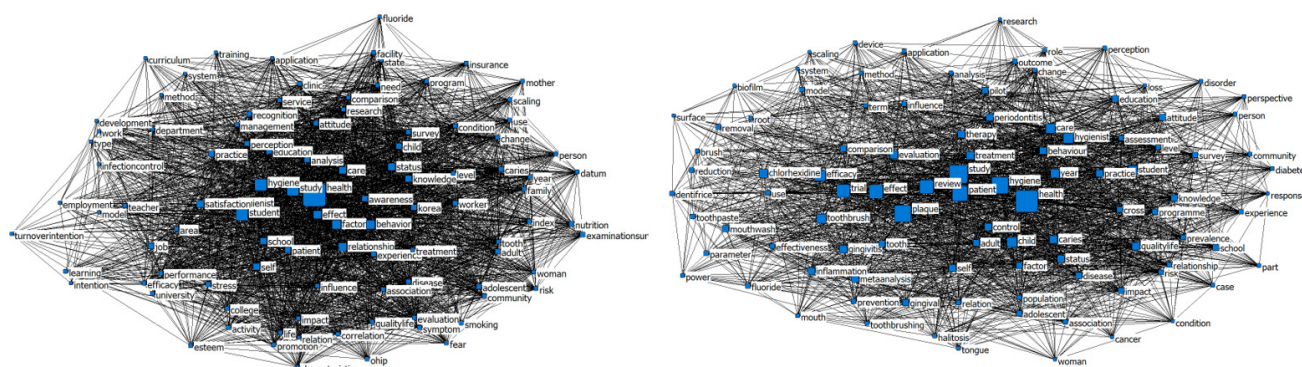 fluoride
training
facility
curriculum
application
state
insurance
system
clinic
need
program
mother
method
service
comparison
scaling
recognition
research
development
management
attitude
use
work
department
survey
condition
change
type
perception
child
practice
education
analysis
person
infectioncontrol
care
status
caries
datum
hygiene
study
health
knowledge
level
year
family
employment
teacher
satisfaction
student
awareness
worker
model
effect
korea
index
nutrition
area
factor
behavior
turnoverintention
examinationsur
job
school
patient
relationship
experience
treatment
tooth
adult
learning
performance
self
woman
intention
efficacy
stress
influence
disease
adolescent
risk
university
association
community
college
impact
qualitylife
evaluation
smoking
activity
life
relation
correlation
symptom
esteem
promotion
ohip
fear
research
device
application
role
perception
scaling
outcome
system
method
analysis
change
biofilm
model
pilot
loss
disorder
term
influence
education
perspective
surface
root
periodontitis
care
attitude
person
removal
therapy
hygienist
assessment
brush
comparison
evaluation
treatment
behaviour
level
survey
community
reduction
chlorhexidine
efficacy
study
year
practice
student
diabete
dentifrice
use
trial
effect
review
patient
hygiene
health
knowledge
response
toothpaste
toothbrush
plaque
cross
programme
experience
mouthwash
control
parameter
effectiveness
gingivitis
tooth
adult
child
caries
qualitylife
prevalence
school
power
inflammation
metaanalysis
self
factor
status
disease
relationship
risk
part
fluoride
prevention
gingival
relation
population
impact
case
mouth
toothbrushing
adolescent
association
condition
halitosis
cancer
tongue
woman